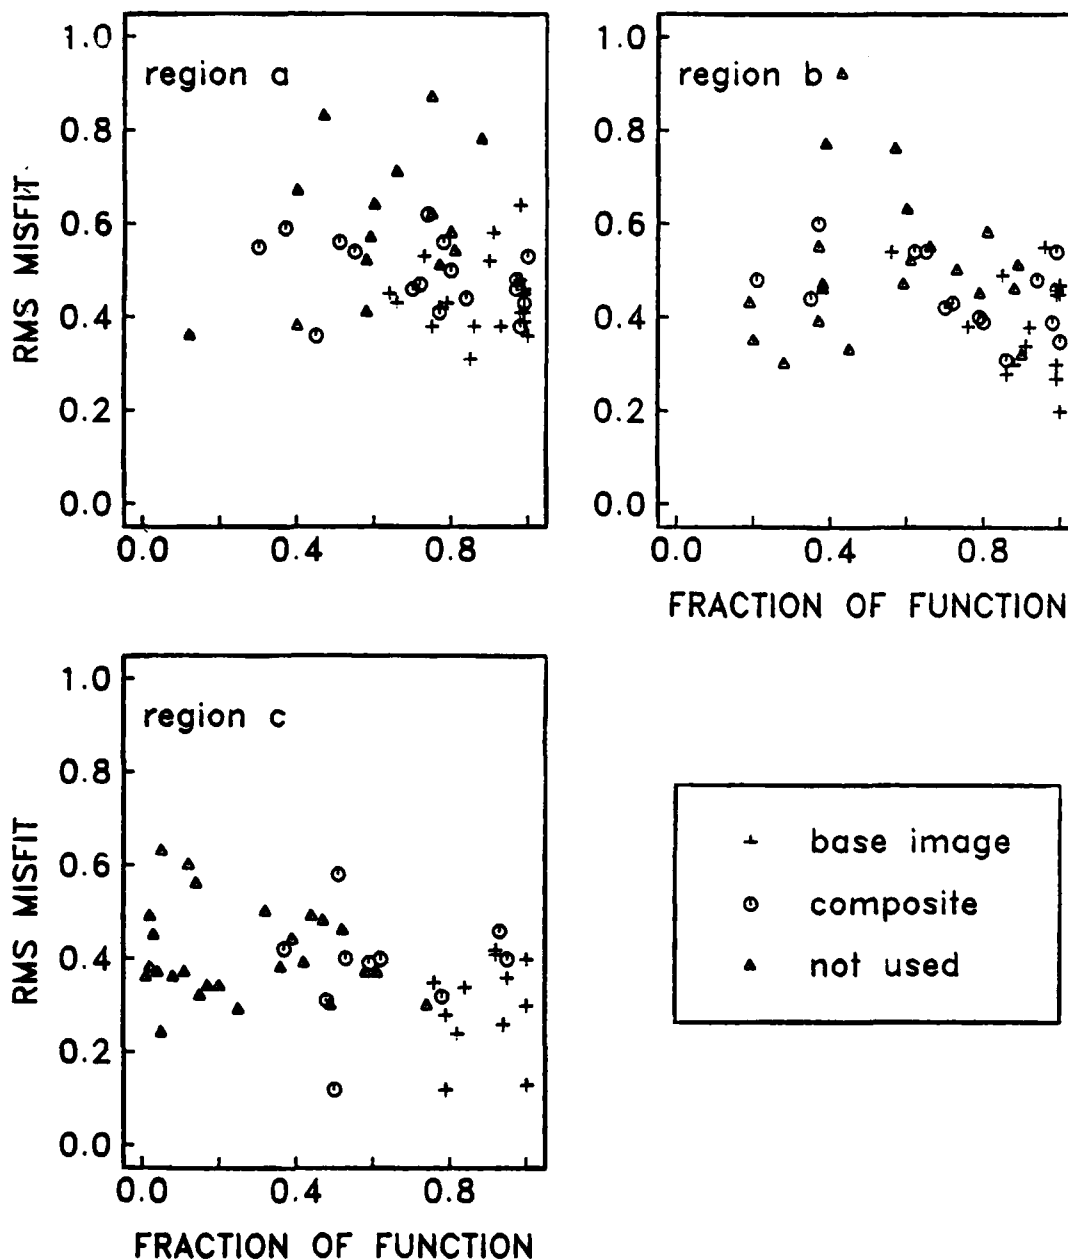 1.0
region a
0.8
0.6
0.4
0.2
0.0
RMS MISFIT
0.0 0.4 0.8
1.0
region b
0.8
0.6
0.4
0.2
0.0
0.0 0.4 0.8
FRACTION OF FUNCTION
1.0
region c
0.8
0.6
0.4
0.2
0.0
RMS MISFIT
0.0 0.4 0.8
FRACTION OF FUNCTION
base image
composite
not used